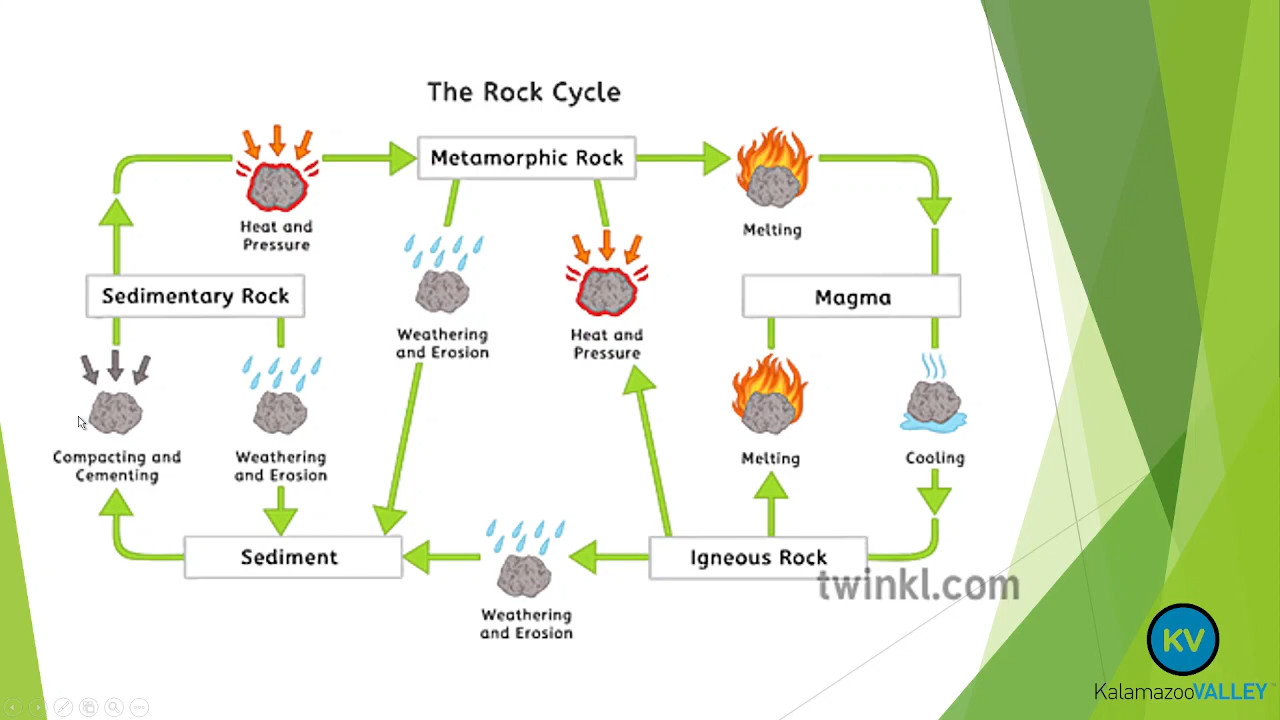 The Rock Cycle
Metamorphic Rock
Heat and
Pressure
Melting
Sedimentary Rock
Magma
Weathering
and Erosion
Heat and
Pressure
Compacting and
Cementing
Weathering
and Erosion
Melting
Cooling
Sediment
Igneous Rock
twinkl.com
Weathering
and Erosion
KV
KalamazooVALLEY™